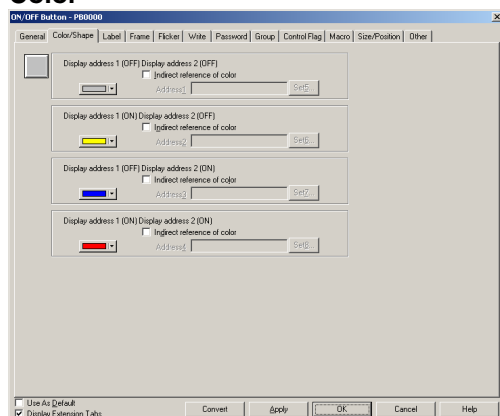 Color
ON/OFF Button - PB0000
General Color/Shape Label Frame Flicker Write Password Group Control Flag Macro Size/Position Other
Display address 1 (OFF) Display address 2 (OFF)
Indirect reference of color
Address1 Set5...
Display address 1 (ON) Display address 2 (OFF)
Indirect reference of color
Address2 Set6...
Display address 1 (OFF) Display address 2 (ON)
Indirect reference of color
Address3 Set7...
Display address 1 (ON) Display address 2 (ON)
Indirect reference of color
Address4 Set8...
Use As Default
Display Extension Tabs
Convert Apply OK Cancel Help